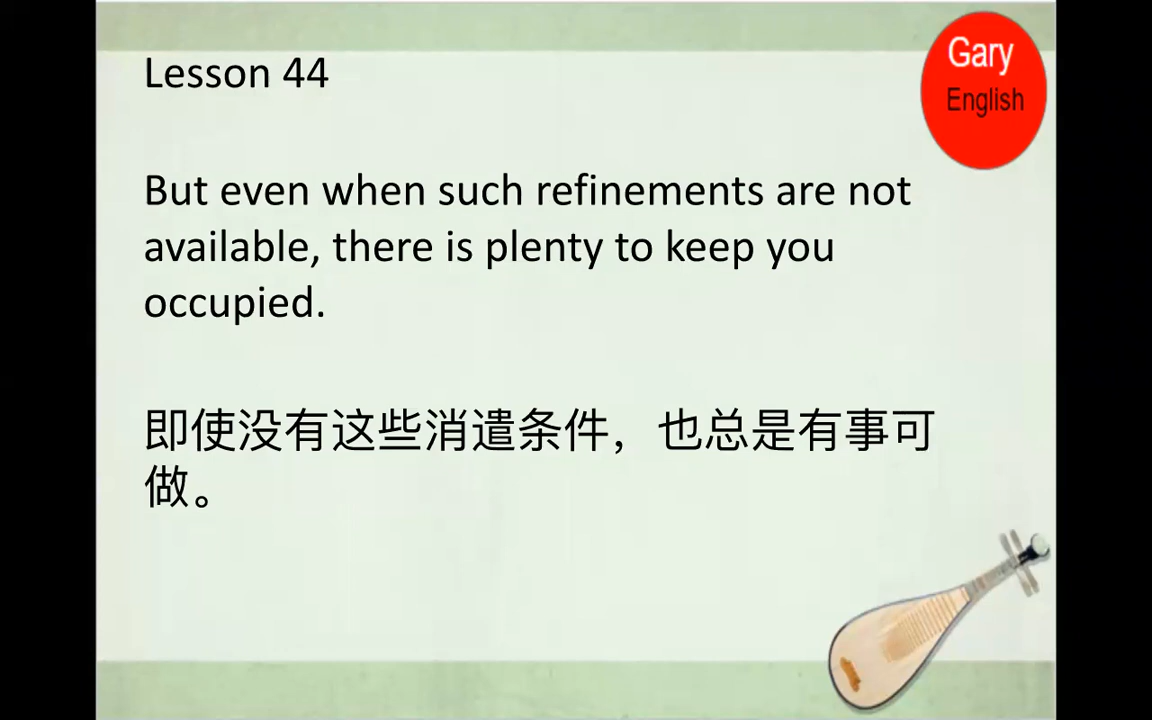 Gary
English
Lesson 44
But even when such refinements are not
available, there is plenty to keep you
occupied.
即使没有这些消遣条件，也总是有事可
做。